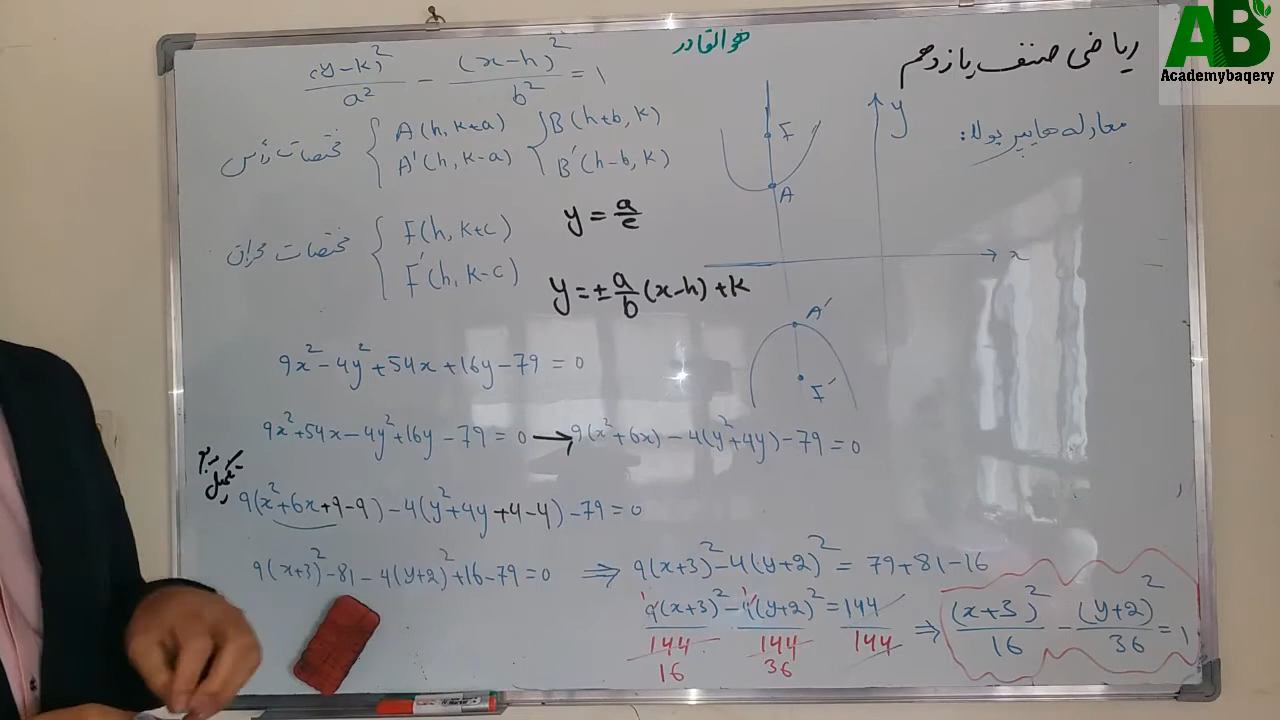 هوالقادر
ریاضی صنف یازدهم
AB
Academybaqery
معادله هایپربولا:
(y-k)²/a² - (x-h)²/b² = 1
مختصات رأس { A(h, k+a) } B(h+b, k)
A'(h, k-a) { B'(h-b, k)
مختصات محراق { F(h, k+c)
F'(h, k-c)
y = a/c
y = ± a/b (x-h) + k
y
x
F
A
A'
F'
9x² - 4y² + 54x + 16y - 79 = 0
9x² + 54x - 4y² + 16y - 79 = 0 → 9(x² + 6x) - 4(y² + 4y) - 79 = 0
تکمیل مربع
9(x² + 6x + 9 - 9) - 4(y² + 4y + 4 - 4) - 79 = 0
9(x+3)² - 81 - 4(y+2)² + 16 - 79 = 0 ⇒ 9(x+3)² - 4(y+2)² = 79 + 81 - 16
9(x+3)²/144 - 4(y+2)²/144 = 144/144 ⇒ (x+3)²/16 - (y+2)²/36 = 1
16 36